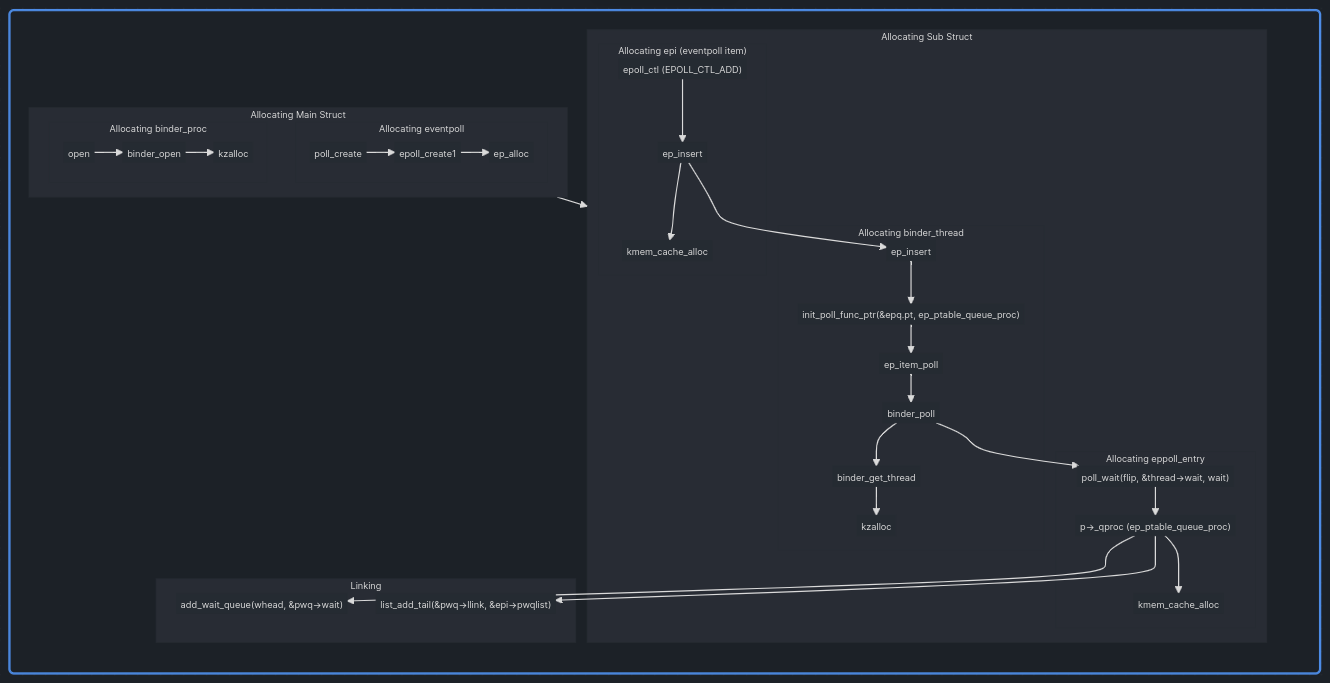 Allocating Main Struct
Allocating binder_proc
open
binder_open
kzalloc
Allocating eventpoll
poll_create
epoll_create1
ep_alloc
Allocating Sub Struct
Allocating epi (eventpoll item)
epoll_ctl (EPOLL_CTL_ADD)
ep_insert
kmem_cache_alloc
Allocating binder_thread
ep_insert
init_poll_func_ptr(&epq.pt, ep_ptable_queue_proc)
ep_item_poll
binder_poll
binder_get_thread
kzalloc
Allocating eppoll_entry
poll_wait(flip, &thread→wait, wait)
p→_qproc (ep_ptable_queue_proc)
kmem_cache_alloc
Linking
add_wait_queue(whead, &pwq→wait)
list_add_tail(&pwq→llink, &epi→pwqlist)